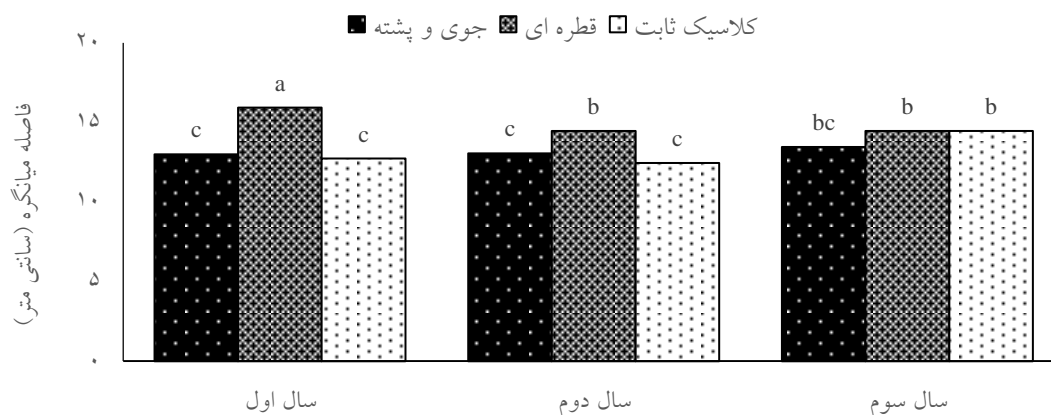 جوی و پشته قطره ای کلاسیک ثابت
فاصله میانگره (سانتی متر)
۲۰
۱۵
۱۰
۵
۰
c a c c b c bc b b
سال اول سال دوم سال سوم